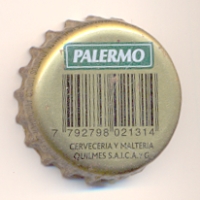 PALERMO
7 792798 021314
CERVECERIA Y MALTERIA
QUILMES S.A.I.C.A. y G.